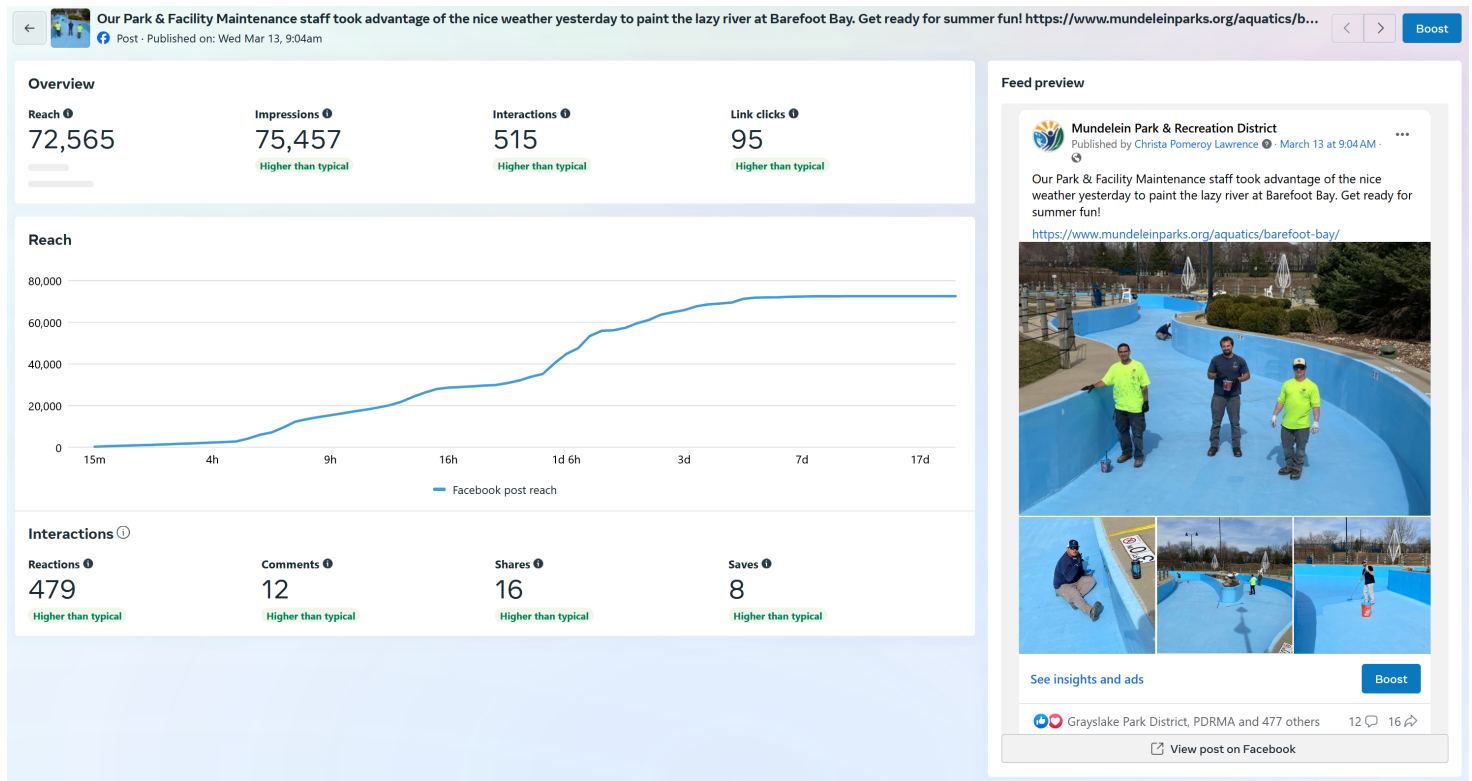 Our Park & Facility Maintenance staff took advantage of the nice weather yesterday to paint the lazy river at Barefoot Bay. Get ready for summer fun! https://www.mundeleinparks.org/aquatics/b...
Post · Published on: Wed Mar 13, 9:04am
Boost
Overview
Reach
72,565
Impressions
75,457
Higher than typical
Interactions
515
Higher than typical
Link clicks
95
Higher than typical
Reach
80,000
60,000
40,000
20,000
0
15m 4h 9h 16h 1d 6h 3d 7d 17d
Facebook post reach
Interactions
Reactions
479
Higher than typical
Comments
12
Higher than typical
Shares
16
Higher than typical
Saves
8
Higher than typical
Feed preview
Mundelein Park & Recreation District
Published by Christa Pomeroy Lawrence · March 13 at 9:04 AM ·
Our Park & Facility Maintenance staff took advantage of the nice
weather yesterday to paint the lazy river at Barefoot Bay. Get ready for
summer fun!
https://www.mundeleinparks.org/aquatics/barefoot-bay/
See insights and ads
Boost
Grayslake Park District, PDRMA and 477 others 12 16
View post on Facebook